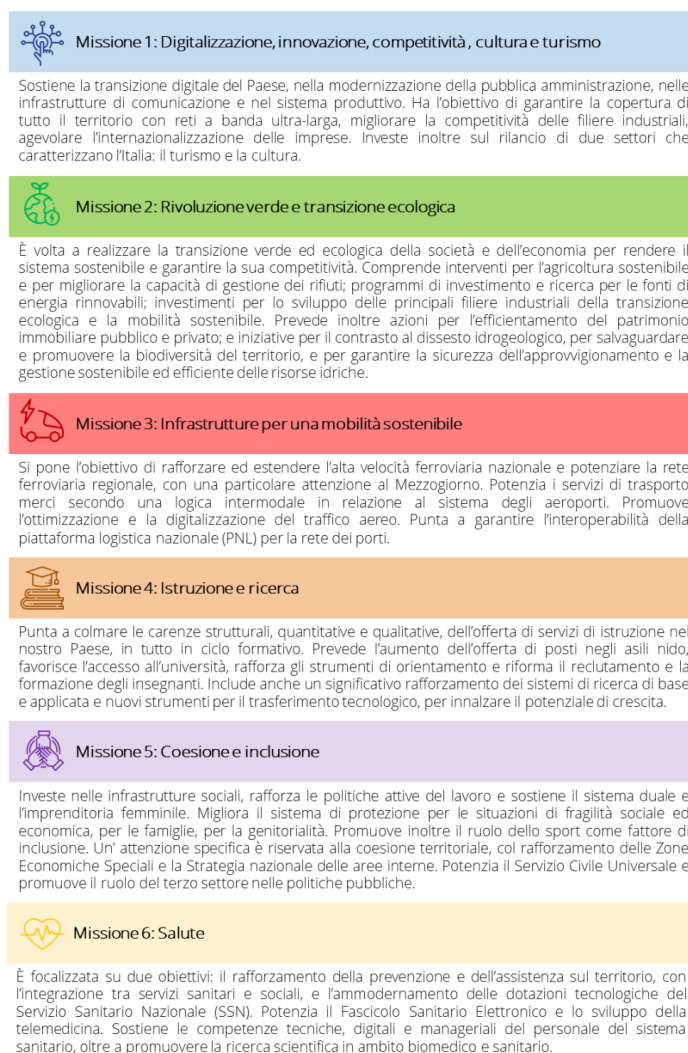 Missione 1: Digitalizzazione, innovazione, competitività, cultura e turismo
Sostiene la transizione digitale del Paese, nella modernizzazione della pubblica amministrazione, nelle
infrastrutture di comunicazione e nel sistema produttivo. Ha l’obiettivo di garantire la copertura di
tutto il territorio con reti a banda ultra-larga, migliorare la competitività delle filiere industriali,
agevolare l’internazionalizzazione delle imprese. Investe inoltre sul rilancio di due settori che
caratterizzano l’Italia: il turismo e la cultura.
Missione 2: Rivoluzione verde e transizione ecologica
È volta a realizzare la transizione verde ed ecologica della società e dell’economia per rendere il
sistema sostenibile e garantire la sua competitività. Comprende interventi per l’agricoltura sostenibile
e per migliorare la capacità di gestione dei rifiuti; programmi di investimento e ricerca per le fonti di
energia rinnovabili; investimenti per lo sviluppo delle principali filiere industriali della transizione
ecologica e la mobilità sostenibile. Prevede inoltre azioni per l’efficientamento del patrimonio
immobiliare pubblico e privato; e iniziative per il contrasto al dissesto idrogeologico, per salvaguardare
e promuovere la biodiversità del territorio, e per garantire la sicurezza dell’approvvigionamento e la
gestione sostenibile ed efficiente delle risorse idriche.
Missione 3: Infrastrutture per una mobilità sostenibile
Si pone l’obiettivo di rafforzare ed estendere l’alta velocità ferroviaria nazionale e potenziare la rete
ferroviaria regionale, con una particolare attenzione al Mezzogiorno. Potenzia i servizi di trasporto
merci secondo una logica intermodale in relazione al sistema degli aeroporti. Promuove
l’ottimizzazione e la digitalizzazione del traffico aereo. Punta a garantire l’interoperabilità della
piattaforma logistica nazionale (PNL) per la rete dei porti.
Missione 4: Istruzione e ricerca
Punta a colmare le carenze strutturali, quantitative e qualitative, dell’offerta di servizi di istruzione nel
nostro Paese, in tutto in ciclo formativo. Prevede l’aumento dell’offerta di posti negli asili nido,
favorisce l’accesso all’università, rafforza gli strumenti di orientamento e riforma il reclutamento e la
formazione degli insegnanti. Include anche un significativo rafforzamento dei sistemi di ricerca di base
e applicata e nuovi strumenti per il trasferimento tecnologico, per innalzare il potenziale di crescita.
Missione 5: Coesione e inclusione
Investe nelle infrastrutture sociali, rafforza le politiche attive del lavoro e sostiene il sistema duale e
l’imprenditoria femminile. Migliora il sistema di protezione per le situazioni di fragilità sociale ed
economica, per le famiglie, per la genitorialità. Promuove inoltre il ruolo dello sport come fattore di
inclusione. Un’ attenzione specifica è riservata alla coesione territoriale, col rafforzamento delle Zone
Economiche Speciali e la Strategia nazionale delle aree interne. Potenzia il Servizio Civile Universale e
promuove il ruolo del terzo settore nelle politiche pubbliche.
Missione 6: Salute
È focalizzata su due obiettivi: il rafforzamento della prevenzione e dell’assistenza sul territorio, con
l’integrazione tra servizi sanitari e sociali, e l’ammodernamento delle dotazioni tecnologiche del
Servizio Sanitario Nazionale (SSN). Potenzia il Fascicolo Sanitario Elettronico e lo sviluppo della
telemedicina. Sostiene le competenze tecniche, digitali e manageriali del personale del sistema
sanitario, oltre a promuovere la ricerca scientifica in ambito biomedico e sanitario.